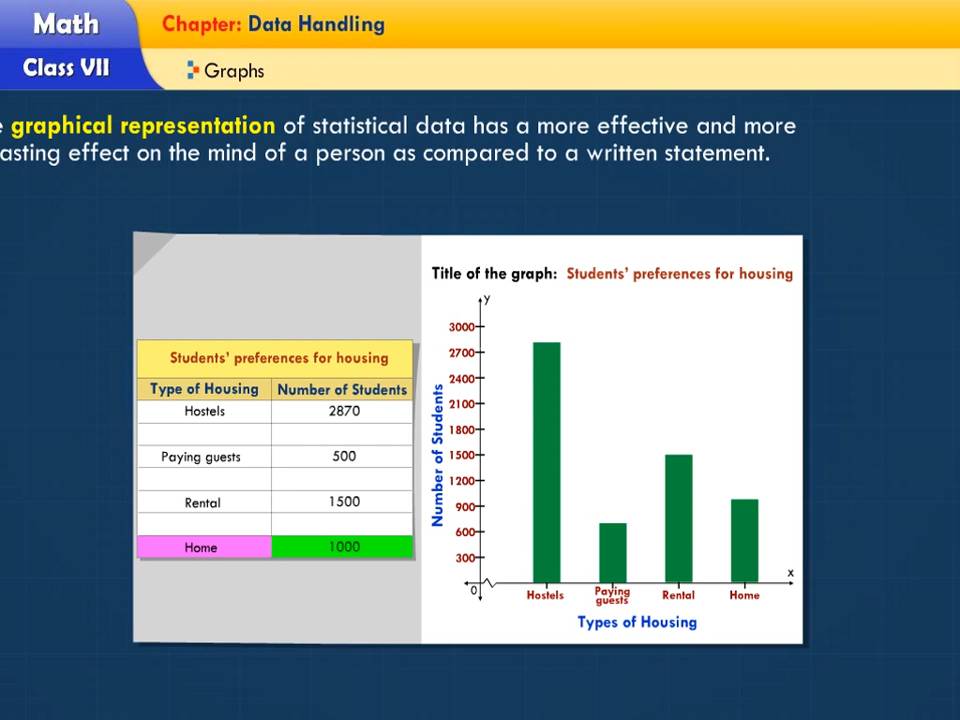 Math
Chapter: Data Handling
Class VII
Graphs
graphical representation of statistical data has a more effective and more
asting effect on the mind of a person as compared to a written statement.
Students' preferences for housing
Type of Housing Number of Students
Hostels 2870
Paying guests 500
Rental 1500
Home 1000
Title of the graph: Students' preferences for housing
y
3000
2700
2400
2100
1800
1500
1200
900
600
300
0
Number of Students
x
Hostels Paying guests Rental Home
Types of Housing